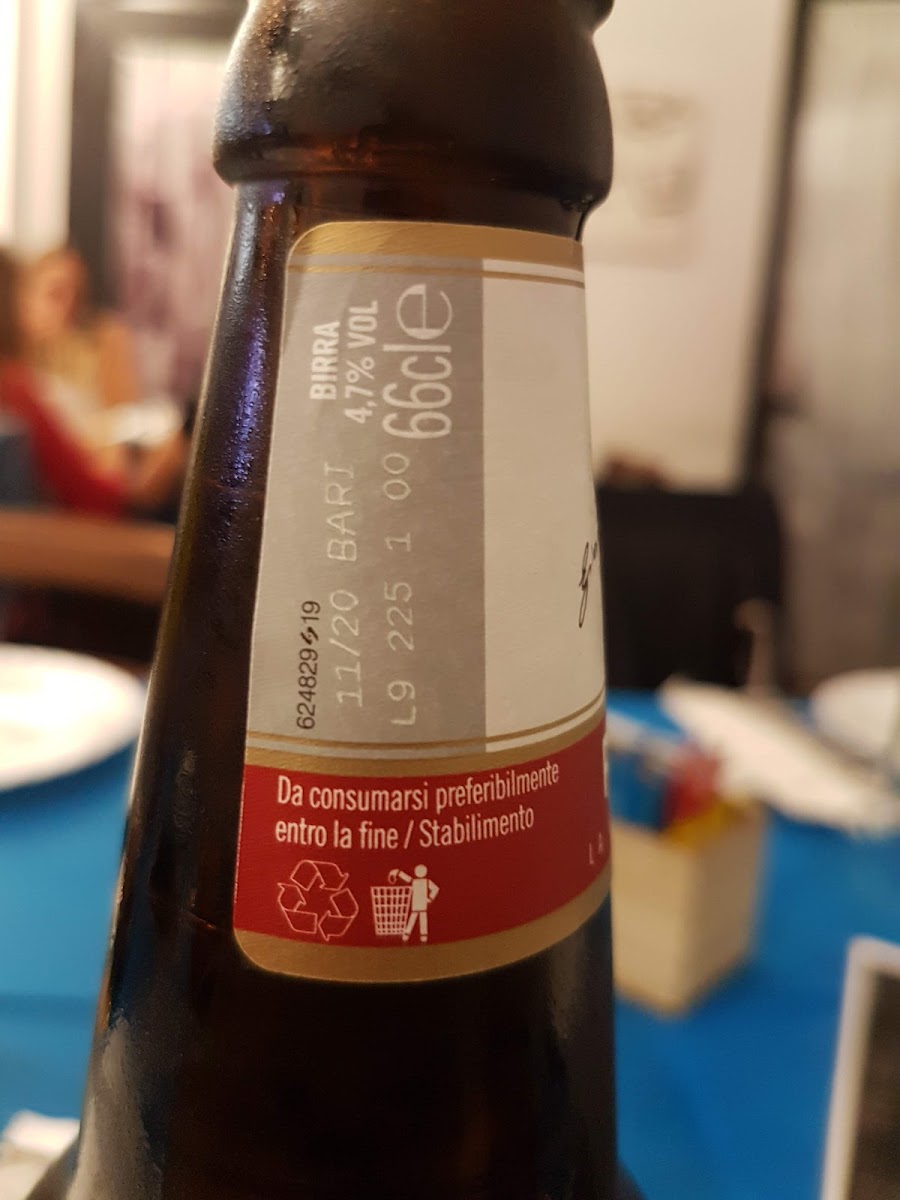 BIRRA
4,7% VOL
66cl e
624829 19
11/20 BARI
L9 225 1 00
Da consumarsi preferibilmente
entro la fine / Stabilimento